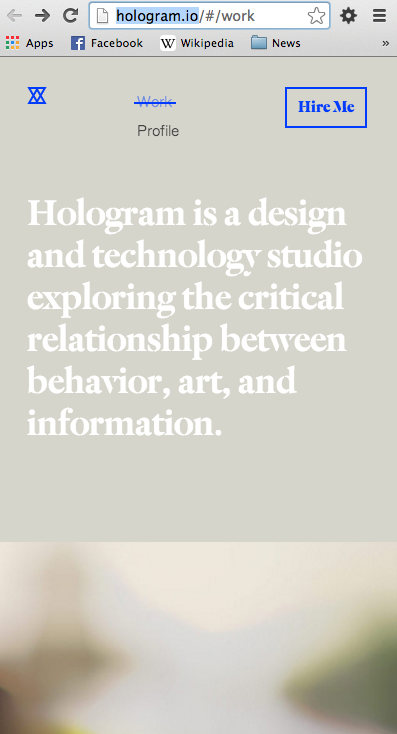 hologram.io/#/work
Apps Facebook W Wikipedia News »
Work
Hire Me
Profile
Hologram is a design
and technology studio
exploring the critical
relationship between
behavior, art, and
information.